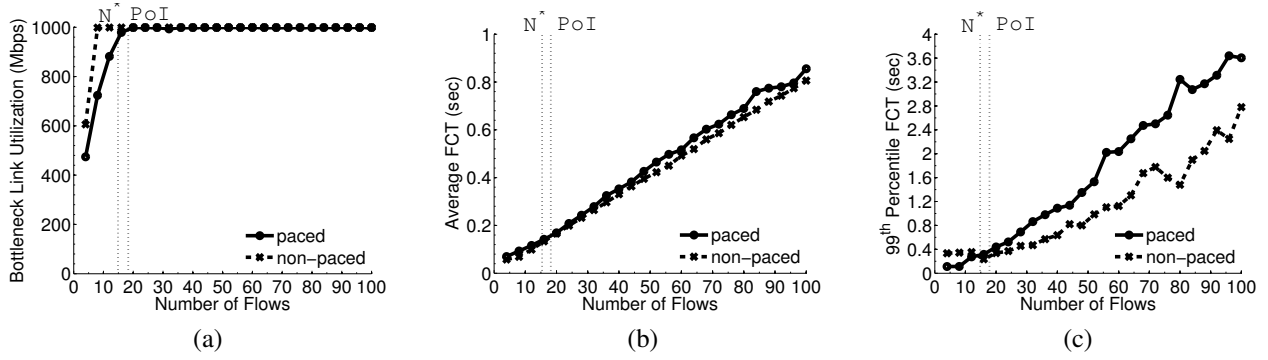 N* PoI
1000
800
600
400
200
0
Bottleneck Link Utilization (Mbps)
paced
non-paced
0 10 20 30 40 50 60 70 80 90 100
Number of Flows
(a)
N* PoI
1
0.8
0.6
0.4
0.2
0
Average FCT (sec)
paced
non-paced
0 10 20 30 40 50 60 70 80 90 100
Number of Flows
(b)
N* PoI
4
3.6
3.2
2.8
2.4
2
1.6
1.2
0.8
0.4
0
99th Percentile FCT (sec)
paced
non-paced
0 10 20 30 40 50 60 70 80 90 100
Number of Flows
(c)